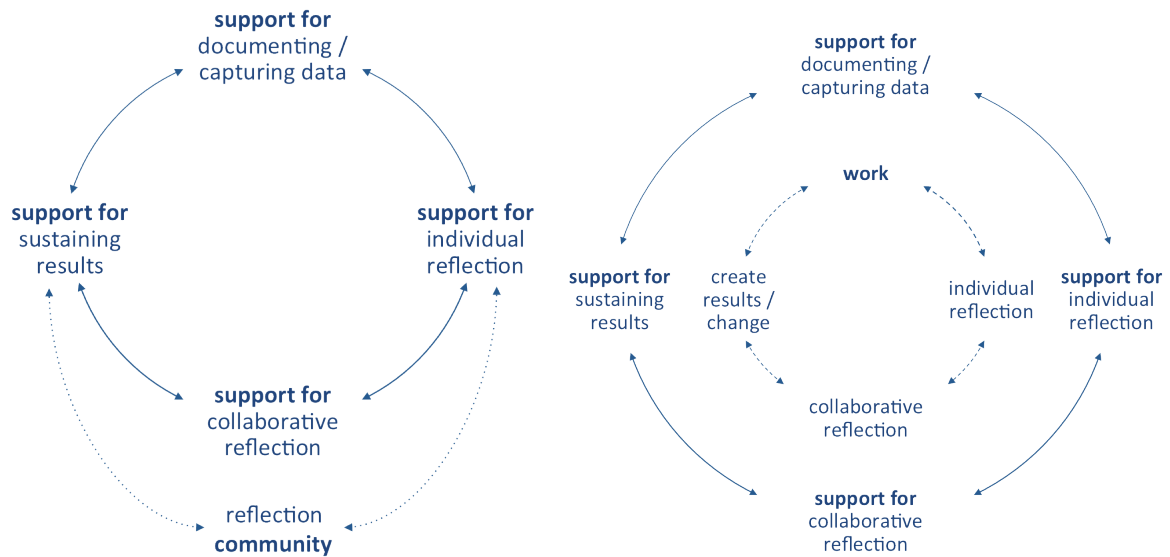 support for
documenting /
capturing data
support for
sustaining
results
support for
individual
reflection
support for
collaborative
reflection
reflection
community
support for
documenting /
capturing data
work
support for
sustaining
results
create
results /
change
individual
reflection
support for
individual
reflection
collaborative
reflection
support for
collaborative
reflection